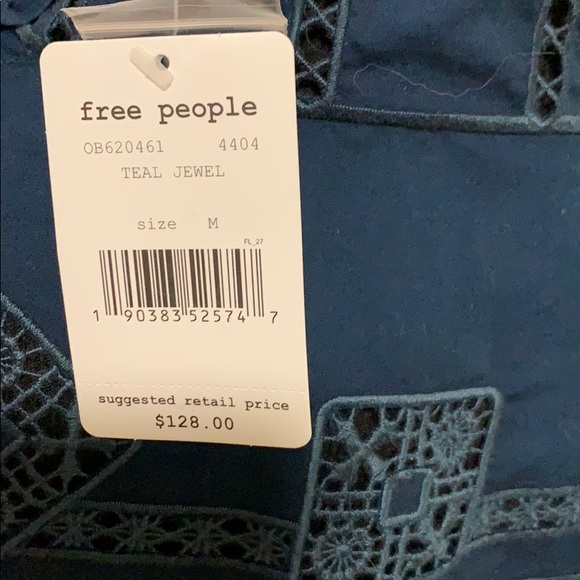 free people
OB620461 4404
TEAL JEWEL
size M
FL_27
1 90383 52574 7
suggested retail price
$128.00